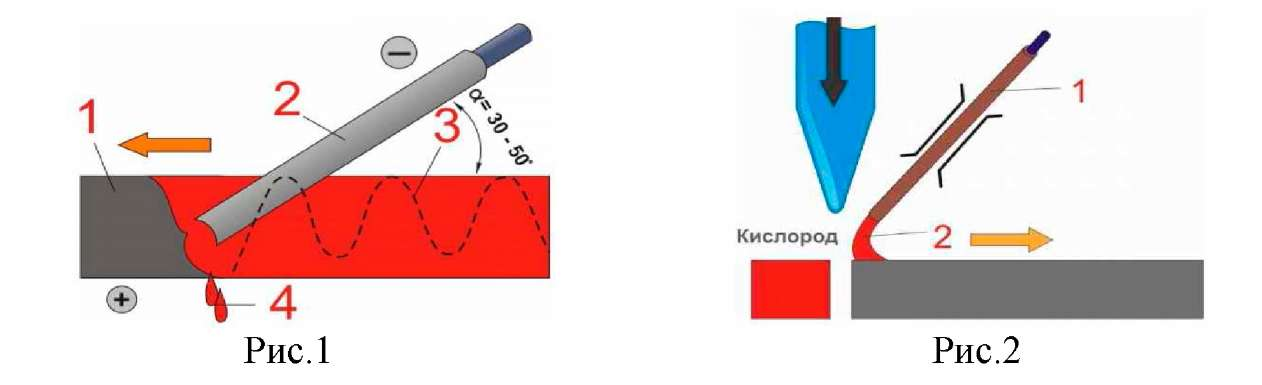 1
2
3
4
−
+
α= 30 - 50°
Рис.1
Кислород
1
2
Рис.2